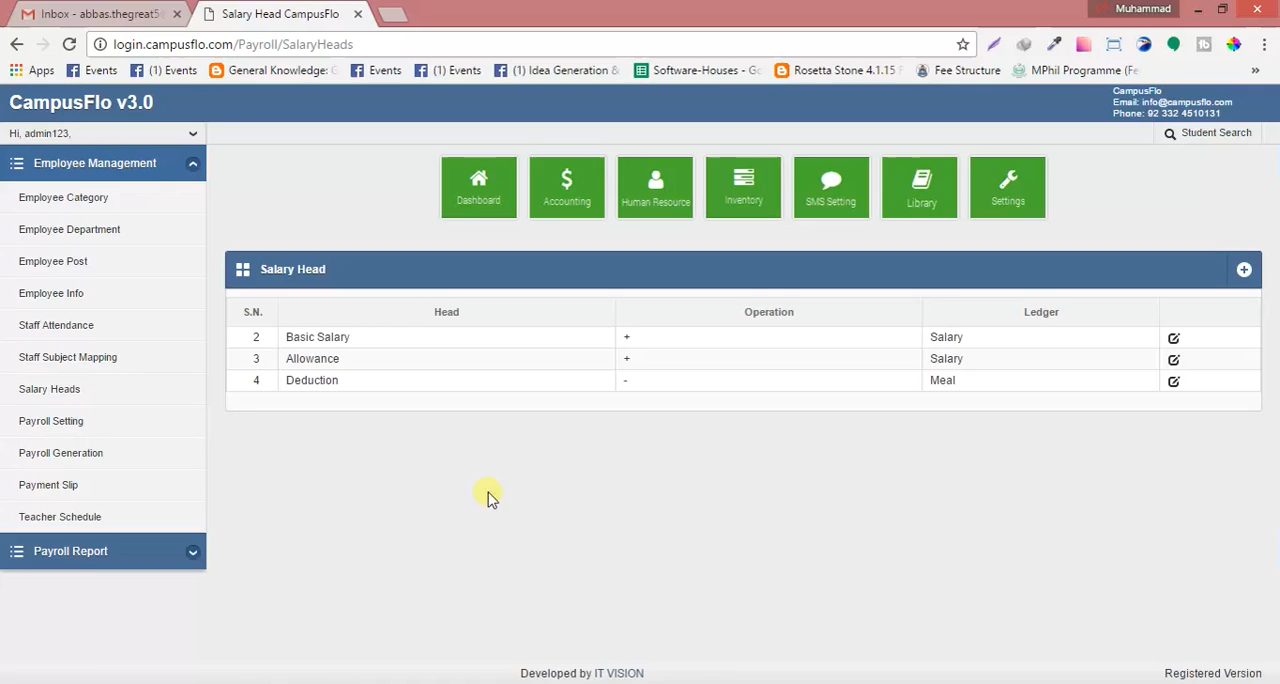 Inbox - abbas.thegreat5
Salary Head CampusFlo
Muhammad
login.campusflo.com/Payroll/SalaryHeads
Apps
Events
(1) Events
General Knowledge:
Events
(1) Events
(1) Idea Generation &
Software-Houses - Go
Rosetta Stone 4.1.15
Fee Structure
MPhil Programme (Fe
»
CampusFlo v3.0
CampusFlo
Email: info@campusflo.com
Phone: 92 332 4510131
Hi, admin123,
Student Search
Employee Management
Employee Category
Employee Department
Employee Post
Employee Info
Staff Attendance
Staff Subject Mapping
Salary Heads
Payroll Setting
Payroll Generation
Payment Slip
Teacher Schedule
Payroll Report
Dashboard
Accounting
Human Resource
Inventory
SMS Setting
Library
Settings
Salary Head
S.N. Head Operation Ledger
2 Basic Salary + Salary
3 Allowance + Salary
4 Deduction - Meal
Developed by IT VISION
Registered Version